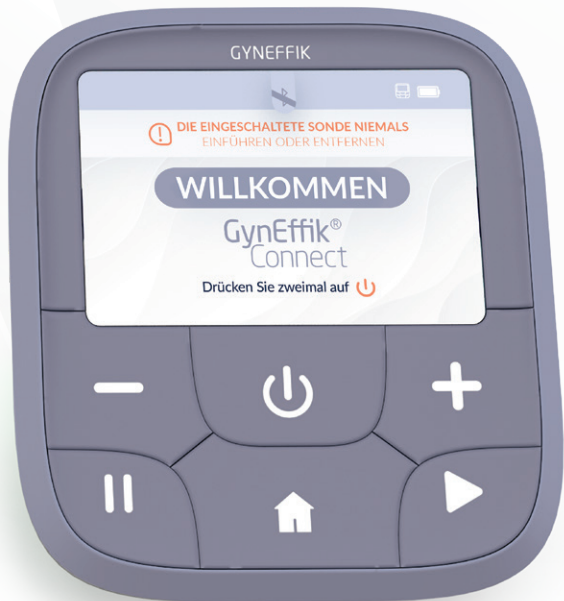 GYNEFFIK
DIE EINGESCHALTETE SONDE NIEMALS
EINFÜHREN ODER ENTFERNEN
WILLKOMMEN
GynEffik®
Connect
Drücken Sie zweimal auf